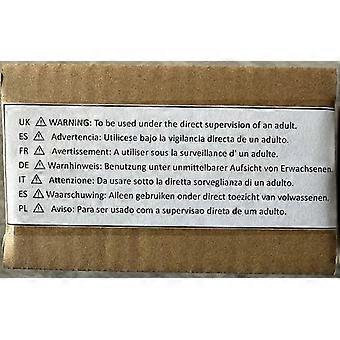 UK ⚠ WARNING: To be used under the direct supervision of an adult.
ES ⚠ Advertencia: Utilicese bajo la vigilancia directa de un adulto.
FR ⚠ Avertissement: A utiliser sous la surveillance d' un adulte.
DE ⚠ Warnhinweis: Benutzung unter unmittelbarer Aufsicht von Erwachsenen.
IT ⚠ Attenzione: Da usare sotto la diretta sorveglianza di un adulto.
ES ⚠ Waarschuwing: Alleen gebruiken onder direct toezicht van volwassenen.
PL ⚠ Aviso: Para ser usado com a supervisao direta de um adulto.